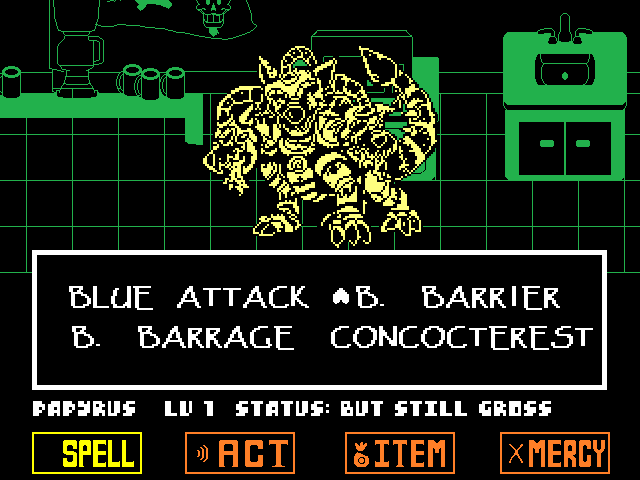 BLUE ATTACK B. BARRIER
B. BARRAGE CONCOCTEREST
PAPYRUS LV 1 STATUS: BUT STILL GROSS
SPELL ACT ITEM MERCY